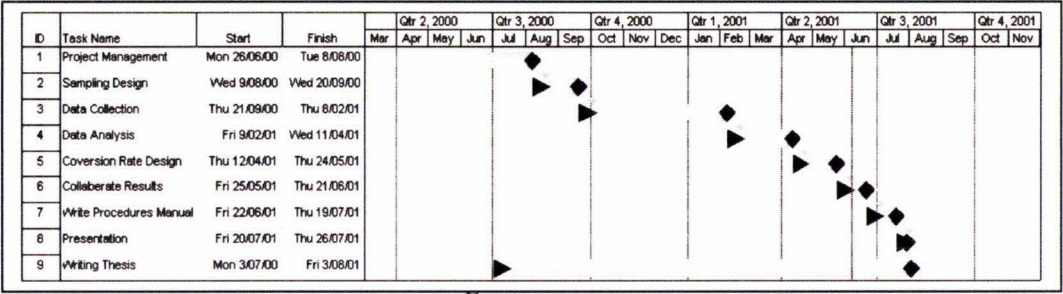 Qtr 2, 2000 Qtr 3, 2000 Qtr 4, 2000 Qtr 1, 2001 Qtr 2, 2001 Qtr 3, 2001 Qtr 4, 2001
ID Task Name Start Finish Mar Apr May Jun Jul Aug Sep Oct Nov Dec Jan Feb Mar Apr May Jun Jul Aug Sep Oct Nov
1 Project Management Mon 26/06/00 Tue 8/08/00
2 Sampling Design Wed 9/08/00 Wed 20/09/00
3 Data Collection Thu 21/09/00 Thu 8/02/01
4 Data Analysis Fri 9/02/01 Wed 11/04/01
5 Coversion Rate Design Thu 12/04/01 Thu 24/05/01
6 Collaberate Results Fri 25/05/01 Thu 21/06/01
7 Write Procedures Manual Fri 22/06/01 Thu 19/07/01
8 Presentation Fri 20/07/01 Thu 26/07/01
9 Writing Thesis Mon 3/07/00 Fri 3/08/01